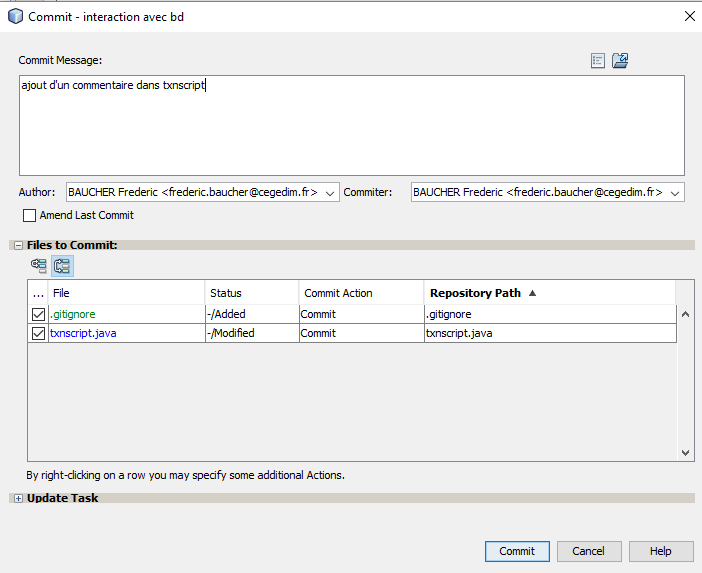 Commit - interaction avec bd
Commit Message:
ajout d'un commentaire dans txnscript
Author: BAUCHER Frederic <frederic.baucher@cegedim.fr> Commiter: BAUCHER Frederic <frederic.baucher@cegedim.fr>
Amend Last Commit
Files to Commit:
... File Status Commit Action Repository Path
.gitignore -/Added Commit .gitignore
txnscript.java -/Modified Commit txnscript.java
By right-clicking on a row you may specify some additional Actions.
Update Task
Commit Cancel Help